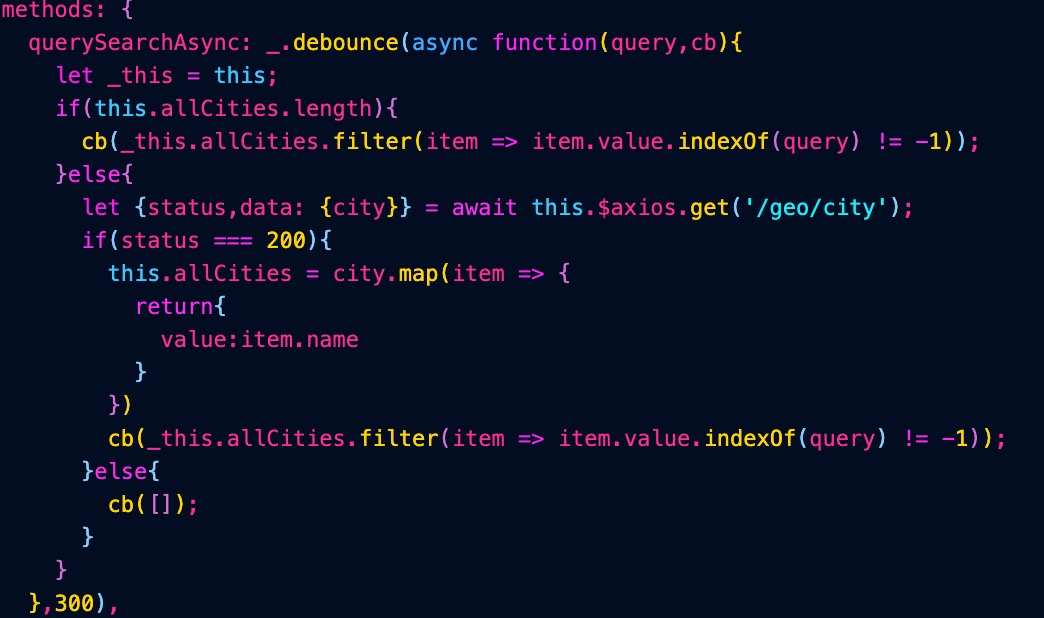 methods: {
  querySearchAsync: _.debounce(async function(query,cb){
    let _this = this;
    if(this.allCities.length){
      cb(_this.allCities.filter(item => item.value.indexOf(query) != -1));
    }else{
      let {status,data: {city}} = await this.$axios.get('/geo/city');
      if(status === 200){
        this.allCities = city.map(item => {
          return{
            value:item.name
          }
        })
        cb(_this.allCities.filter(item => item.value.indexOf(query) != -1));
      }else{
        cb([]);
      }
    }
  },300),